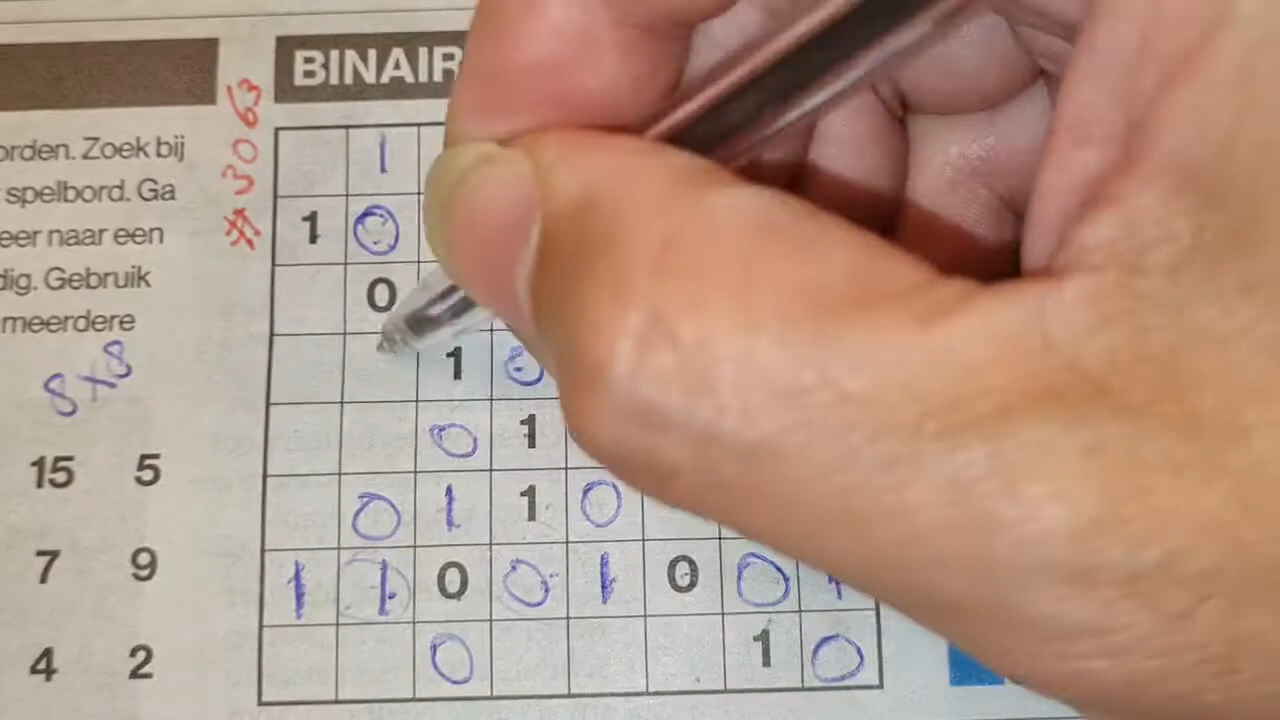 BINAIR
#3063
orden. Zoek bij
spelbord. Ga
eer naar een
dig. Gebruik
meerdere
8x8
15 5
7 9
4 2
1
1 0
0
1 0
0 1
0 1 1 0
1 1 0 0 1 0 0 1
0 1 0